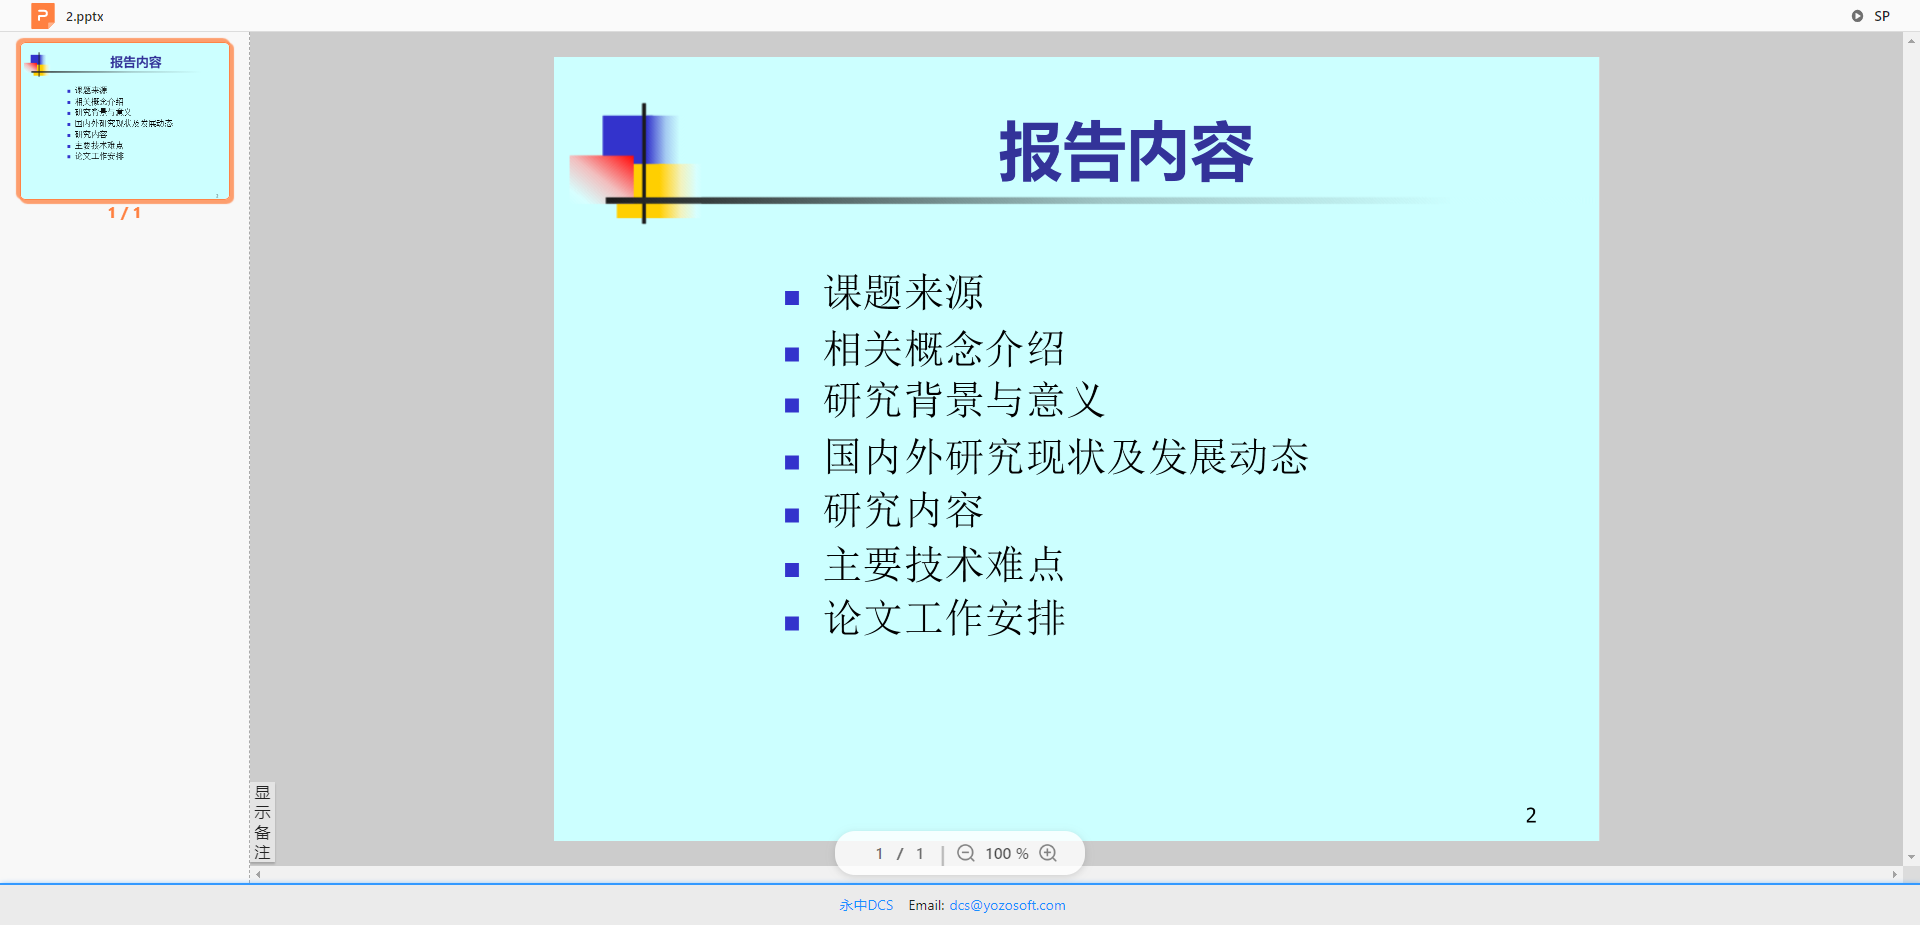 2.pptx
SP
报告内容
课题来源
相关概念介绍
研究背景与意义
国内外研究现状及发展动态
研究内容
主要技术难点
论文工作安排
1 / 1
报告内容
课题来源
相关概念介绍
研究背景与意义
国内外研究现状及发展动态
研究内容
主要技术难点
论文工作安排
2
显示备注
1 / 1 | 100 %
永中DCS Email: dcs@yozosoft.com